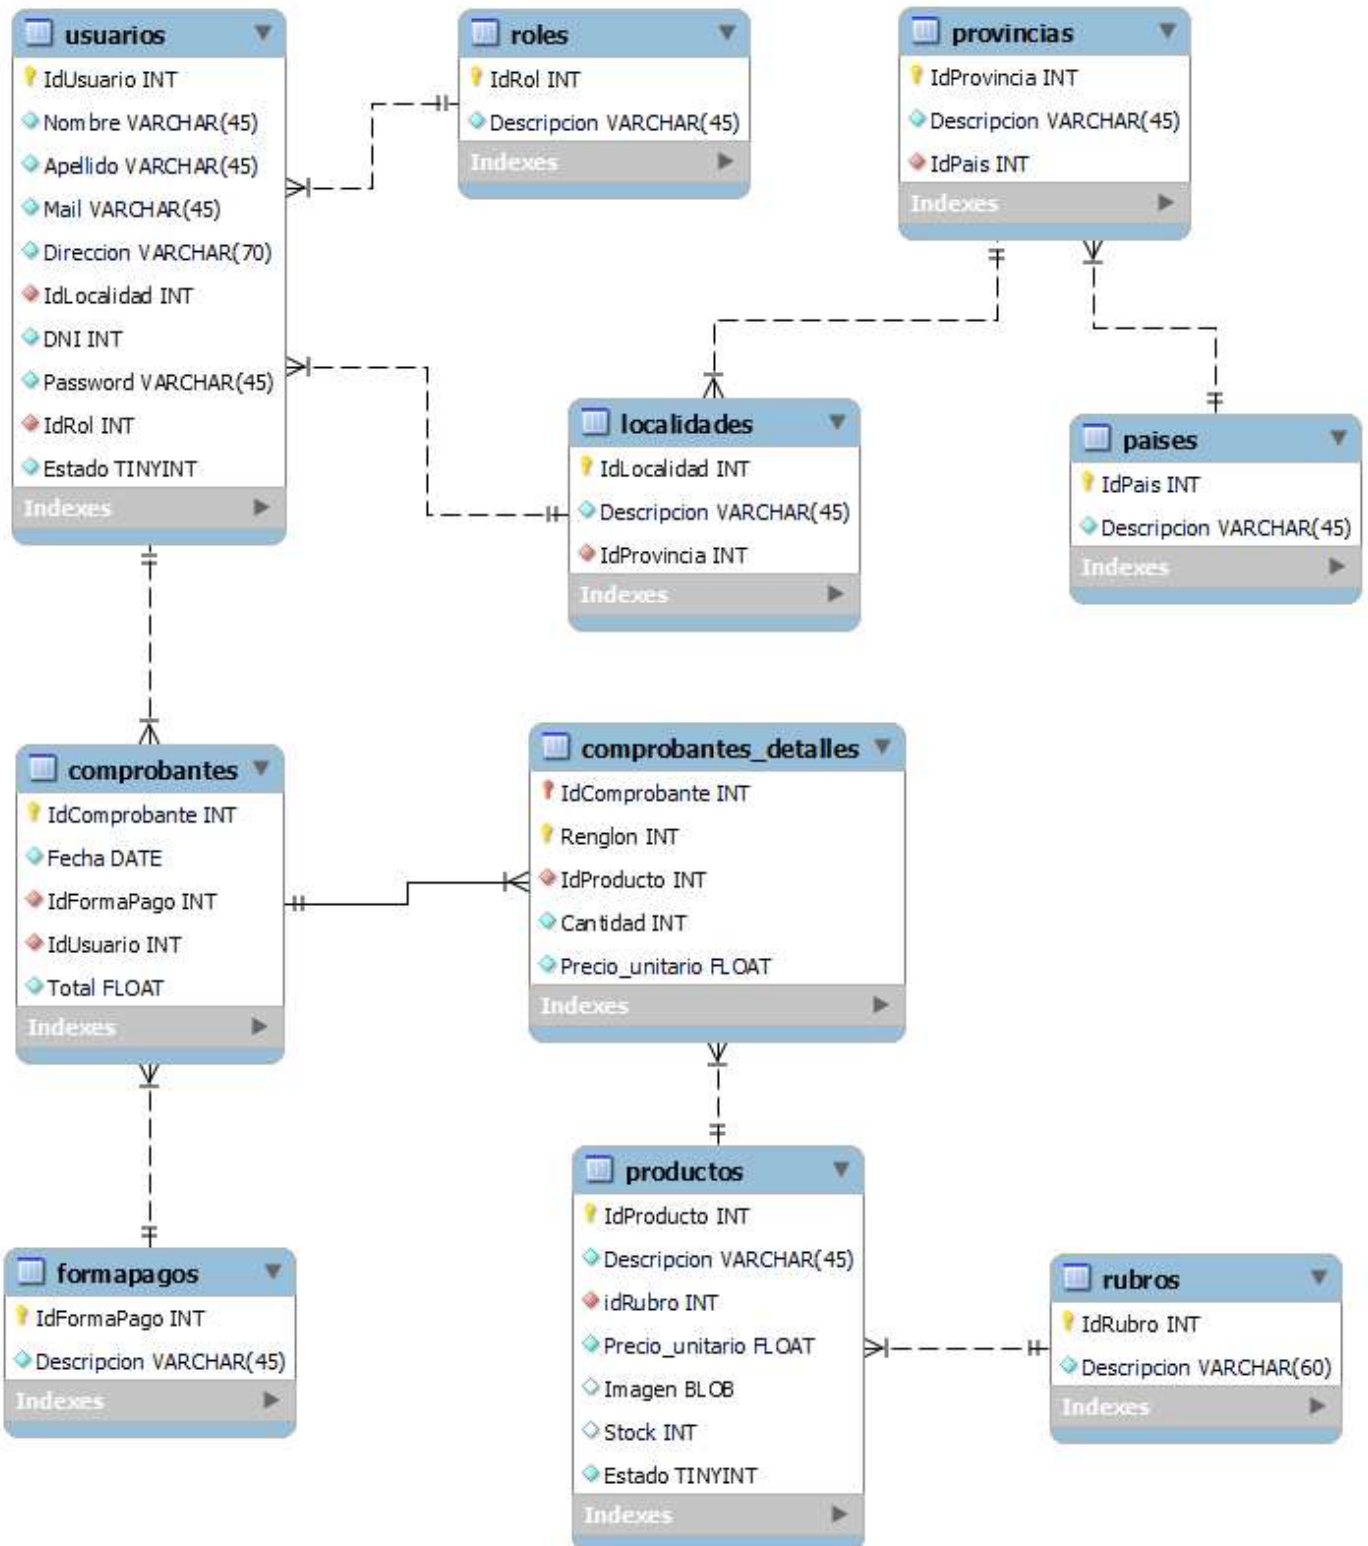 usuarios
IdUsuario INT
Nombre VARCHAR(45)
Apellido VARCHAR(45)
Mail VARCHAR(45)
Direccion VARCHAR(70)
IdLocalidad INT
DNI INT
Password VARCHAR(45)
IdRol INT
Estado TINYINT
Indexes
roles
IdRol INT
Descripcion VARCHAR(45)
Indexes
provincias
IdProvincia INT
Descripcion VARCHAR(45)
IdPais INT
Indexes
localidades
IdLocalidad INT
Descripcion VARCHAR(45)
IdProvincia INT
Indexes
paises
IdPais INT
Descripcion VARCHAR(45)
Indexes
comprobantes
IdComprobante INT
Fecha DATE
IdFormaPago INT
IdUsuario INT
Total FLOAT
Indexes
comprobantes_detalles
IdComprobante INT
Renglon INT
IdProducto INT
Cantidad INT
Precio_unitario FLOAT
Indexes
formapagos
IdFormaPago INT
Descripcion VARCHAR(45)
Indexes
productos
IdProducto INT
Descripcion VARCHAR(45)
idRubro INT
Precio_unitario FLOAT
Imagen BLOB
Stock INT
Estado TINYINT
Indexes
rubros
IdRubro INT
Descripcion VARCHAR(60)
Indexes